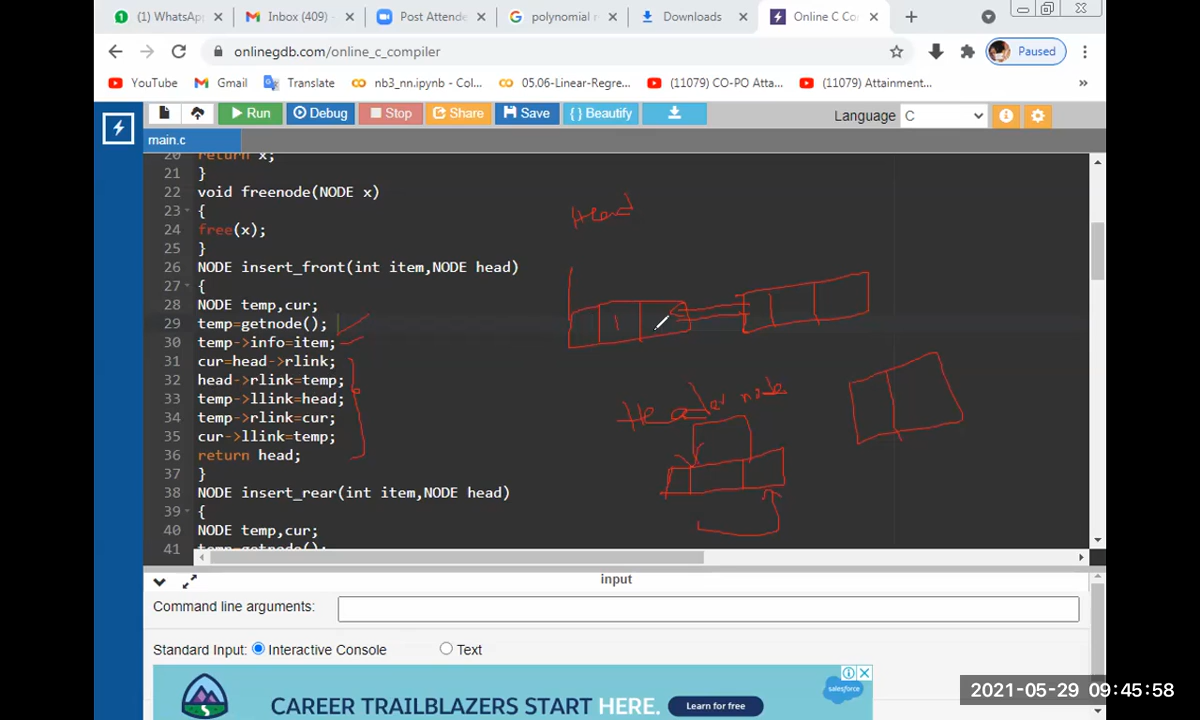 (1) WhatsAp
Inbox (409)
Post Attende
polynomial r
Downloads
Online C Co
onlinegdb.com/online_c_compiler
Paused
YouTube
Gmail
Translate
nb3_nn.ipynb - Col...
05.06-Linear-Regre...
(11079) CO-PO Atta...
(11079) Attainment...
»
Run
Debug
Stop
Share
Save
{ } Beautify
Language C
main.c
20 return x;
21 }
22 void freenode(NODE x)
23 {
24 free(x);
25 }
26 NODE insert_front(int item,NODE head)
27 {
28 NODE temp,cur;
29 temp=getnode();
30 temp->info=item;
31 cur=head->rlink;
32 head->rlink=temp;
33 temp->llink=head;
34 temp->rlink=cur;
35 cur->llink=temp;
36 return head;
37 }
38 NODE insert_rear(int item,NODE head)
39 {
40 NODE temp,cur;
41 temp=getnode();
Head
1
Header node
input
Command line arguments:
Standard Input: Interactive Console Text
CAREER TRAILBLAZERS START HERE.
Learn for free
salesforce
2021-05-29 09:45:58